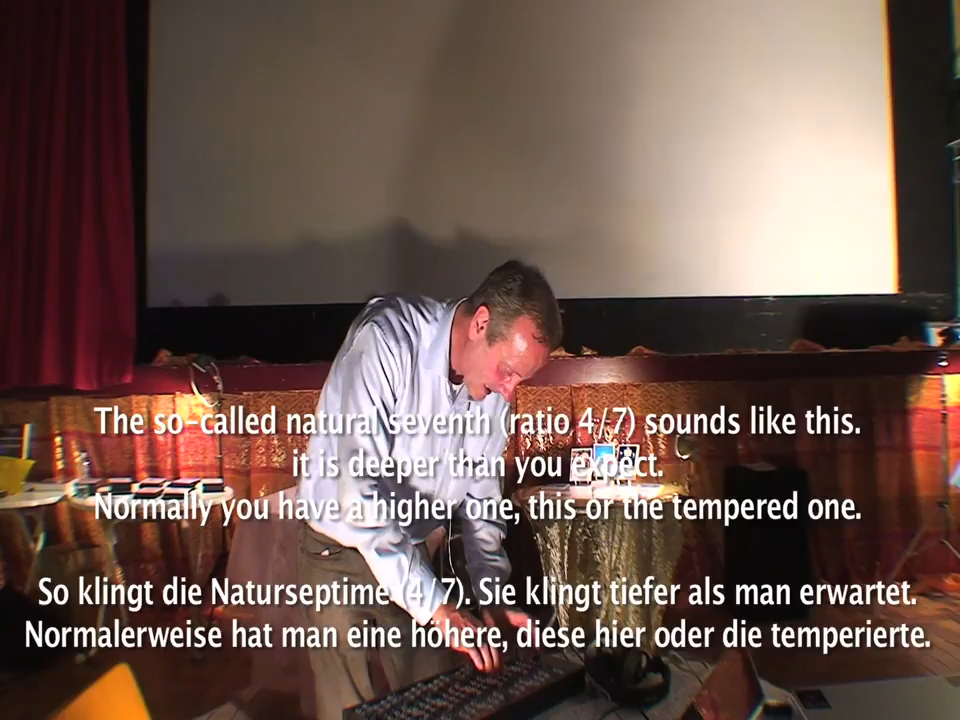 The so-called natural seventh (ratio 4/7) sounds like this.
it is deeper than you expect.
Normally you have a higher one, this or the tempered one.
So klingt die Naturseptime (4/7). Sie klingt tiefer als man erwartet.
Normalerweise hat man eine höhere, diese hier oder die temperierte.